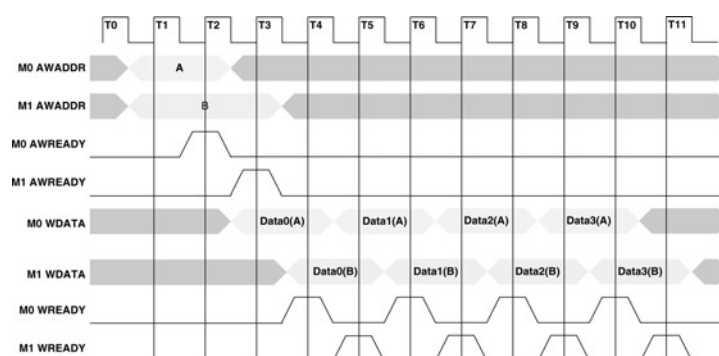 T0 T1 T2 T3 T4 T5 T6 T7 T8 T9 T10 T11
M0 AWADDR A
M1 AWADDR B
M0 AWREADY
M1 AWREADY
M0 WDATA Data0(A) Data1(A) Data2(A) Data3(A)
M1 WDATA Data0(B) Data1(B) Data2(B) Data3(B)
M0 WREADY
M1 WREADY